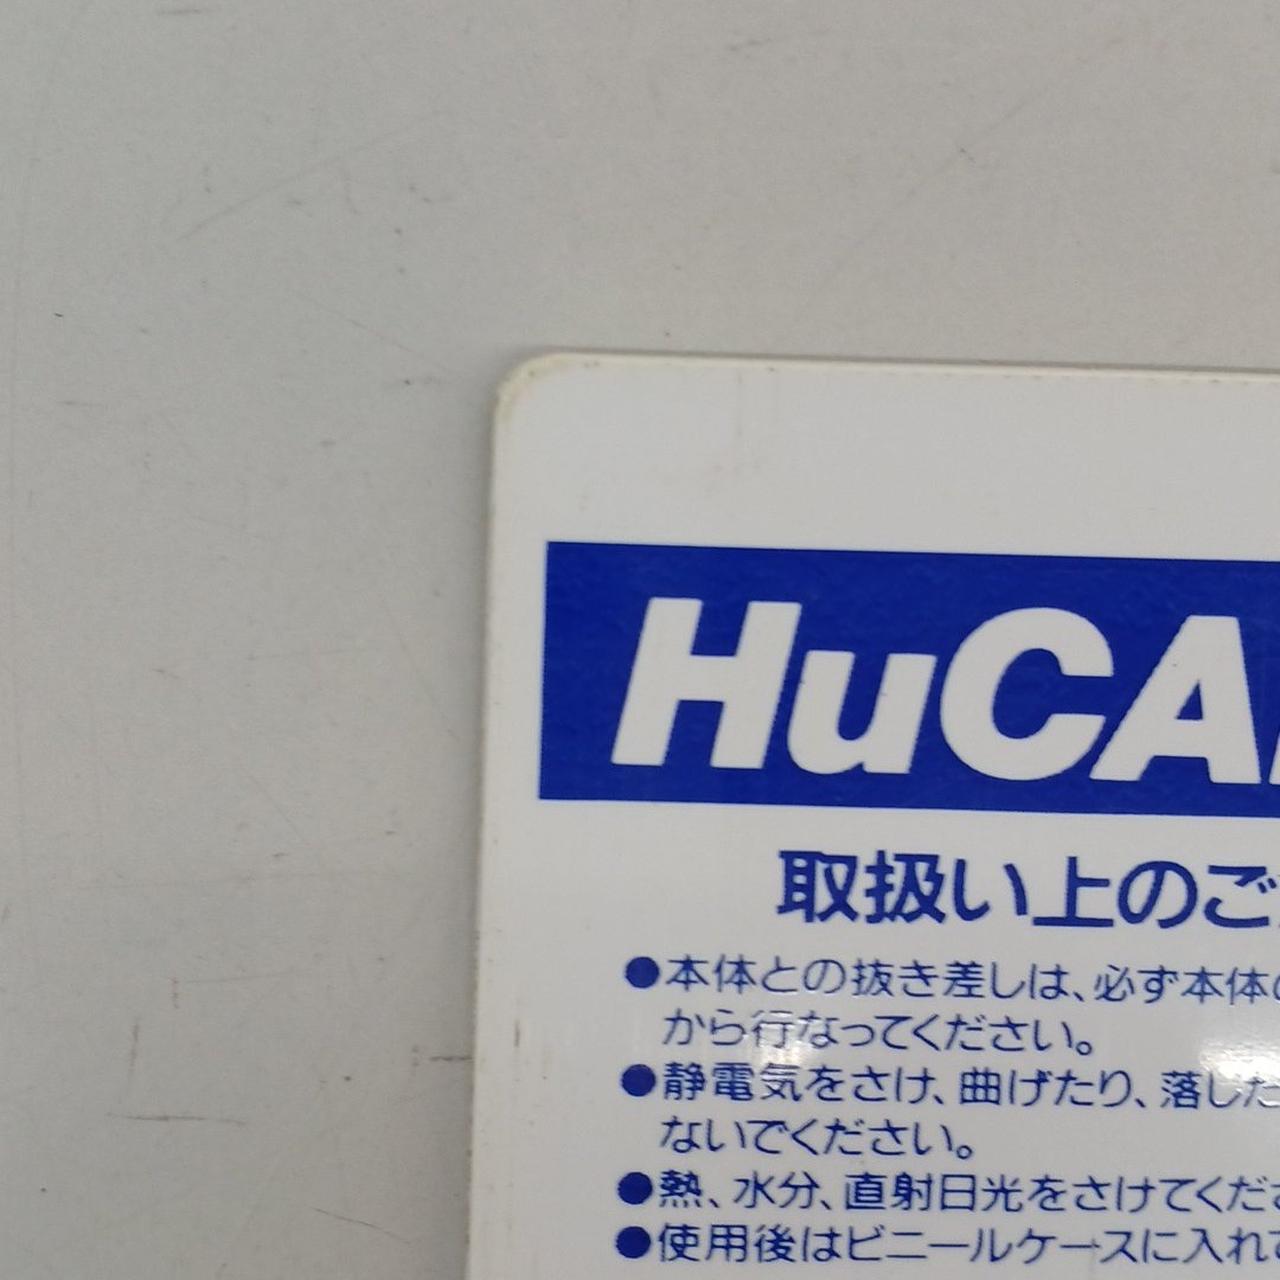 HuCA
取扱い上のご
●本体との抜き差しは、必ず本体の
から行なってください。
●静電気をさけ、曲げたり、落した
ないでください。
●熱、水分、直射日光をさけてくださ
●使用後はビニールケースに入れて